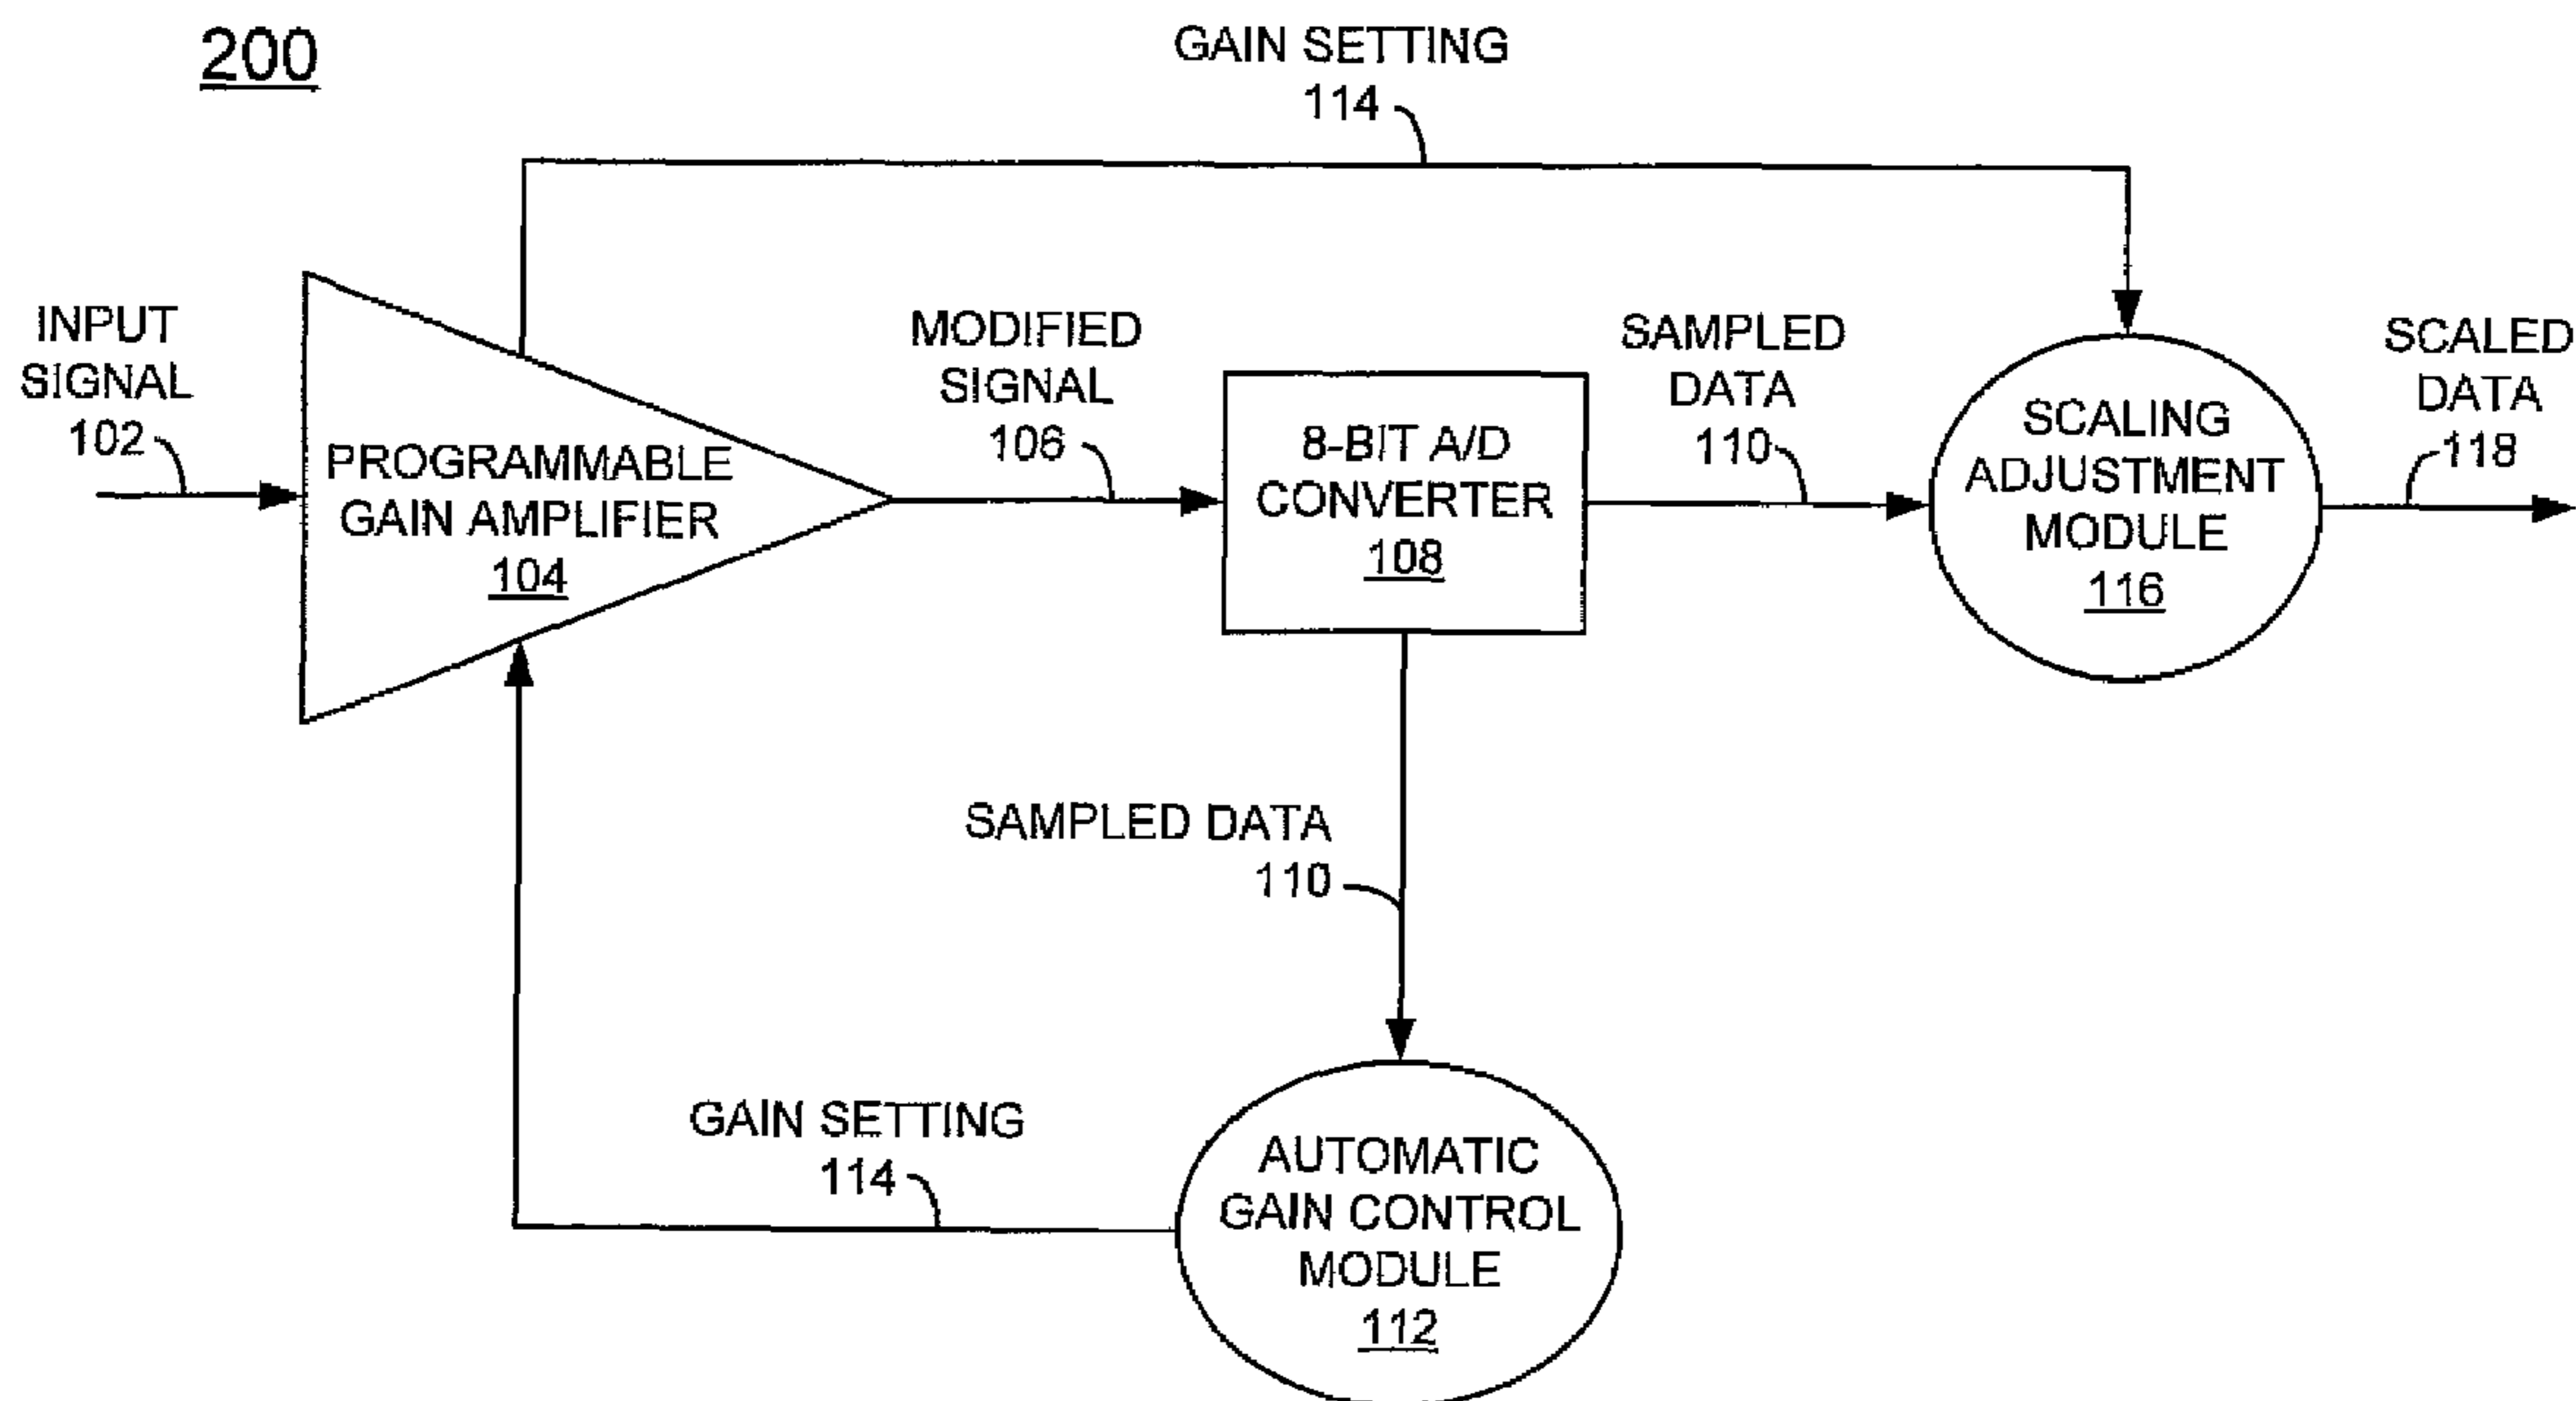 200
GAIN SETTING
114
INPUT
SIGNAL
102
PROGRAMMABLE
GAIN AMPLIFIER
104
MODIFIED
SIGNAL
106
8-BIT A/D
CONVERTER
108
SAMPLED
DATA
110
SCALING
ADJUSTMENT
MODULE
116
SCALED
DATA
118
SAMPLED DATA
110
GAIN SETTING
114
AUTOMATIC
GAIN CONTROL
MODULE
112